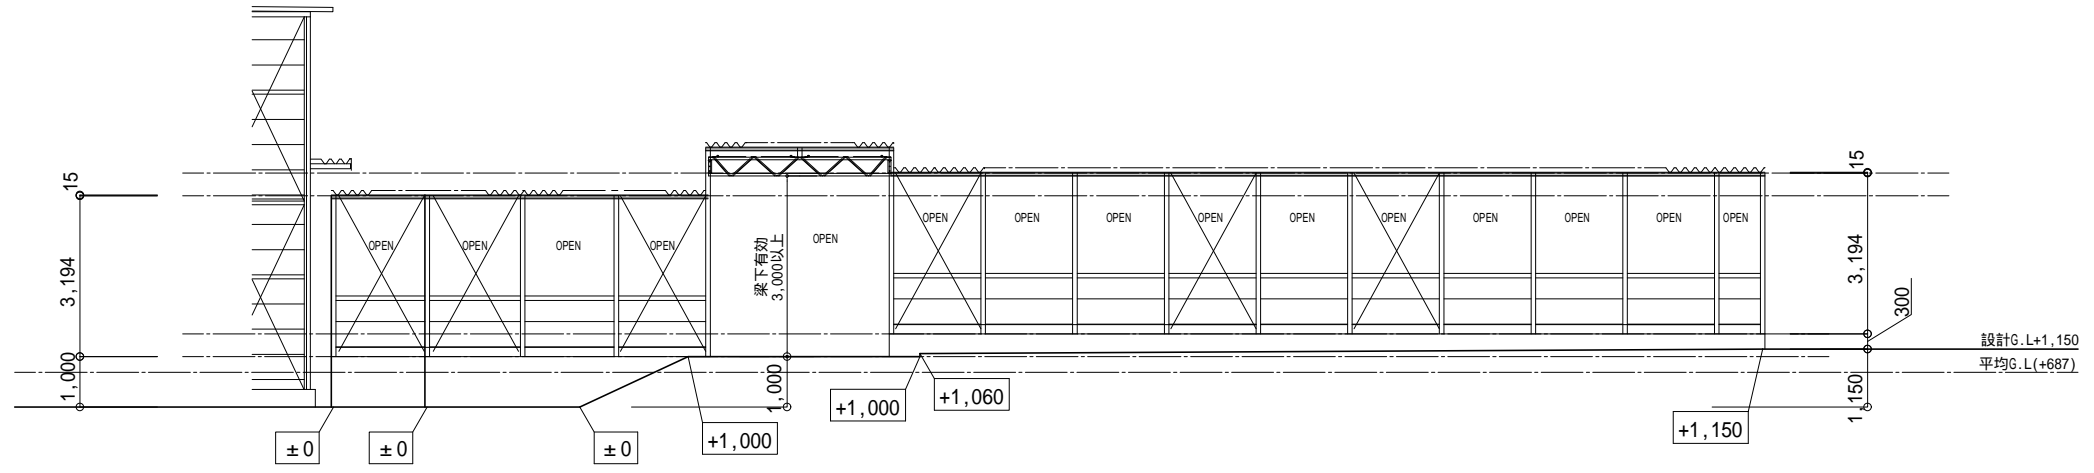 15
3,194
1,000
OPEN
OPEN
OPEN
OPEN
梁下有効
3,000以上
OPEN
1,000
OPEN
OPEN
OPEN
OPEN
OPEN
OPEN
OPEN
OPEN
OPEN
OPEN
15
3,194
300
1,150
設計G.L+1,150
平均G.L(+687)
±0
±0
±0
+1,000
+1,000
+1,060
+1,150